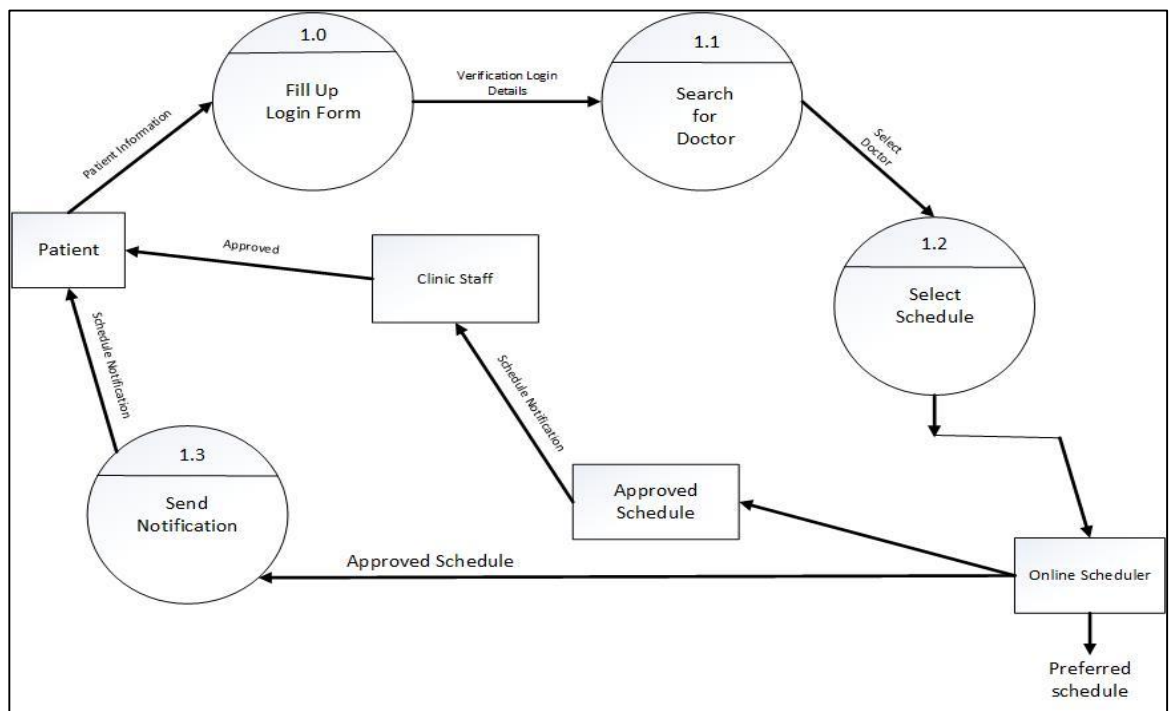 1.0
Fill Up
Login Form
Verification Login
Details
1.1
Search
for
Doctor
Patient Information
Select
Doctor
Patient
Approved
Clinic Staff
1.2
Select
Schedule
Schedule Notification
Schedule Notification
1.3
Send
Notification
Approved
Schedule
Approved Schedule
Online Scheduler
Preferred
schedule